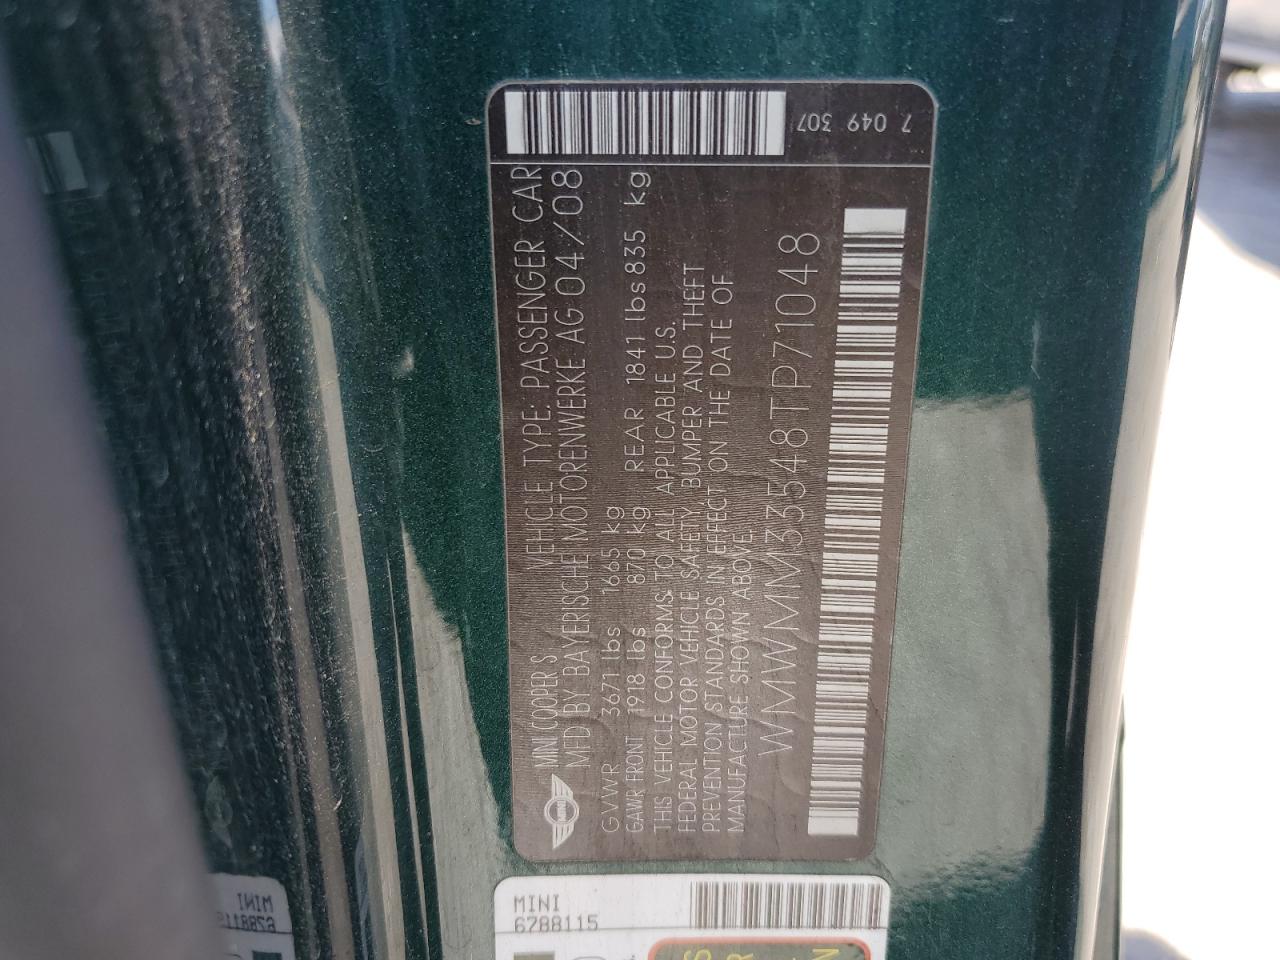 MINI COOPER S VEHICLE TYPE: PASSENGER CAR
MFD BY BAYERISCHE MOTORENWERKE AG 04/08
GVWR 3671 lbs 1665 kg
GAWR FRONT 1918 lbs 870 kg REAR 1841 lbs 835 kg
THIS VEHICLE CONFORMS TO ALL APPLICABLE U.S.
FEDERAL MOTOR VEHICLE SAFETY, BUMPER AND THEFT
PREVENTION STANDARDS IN EFFECT ON THE DATE OF
MANUFACTURE SHOWN ABOVE.
WMWMM33548TP71048
7 049 307
MINI
6788115